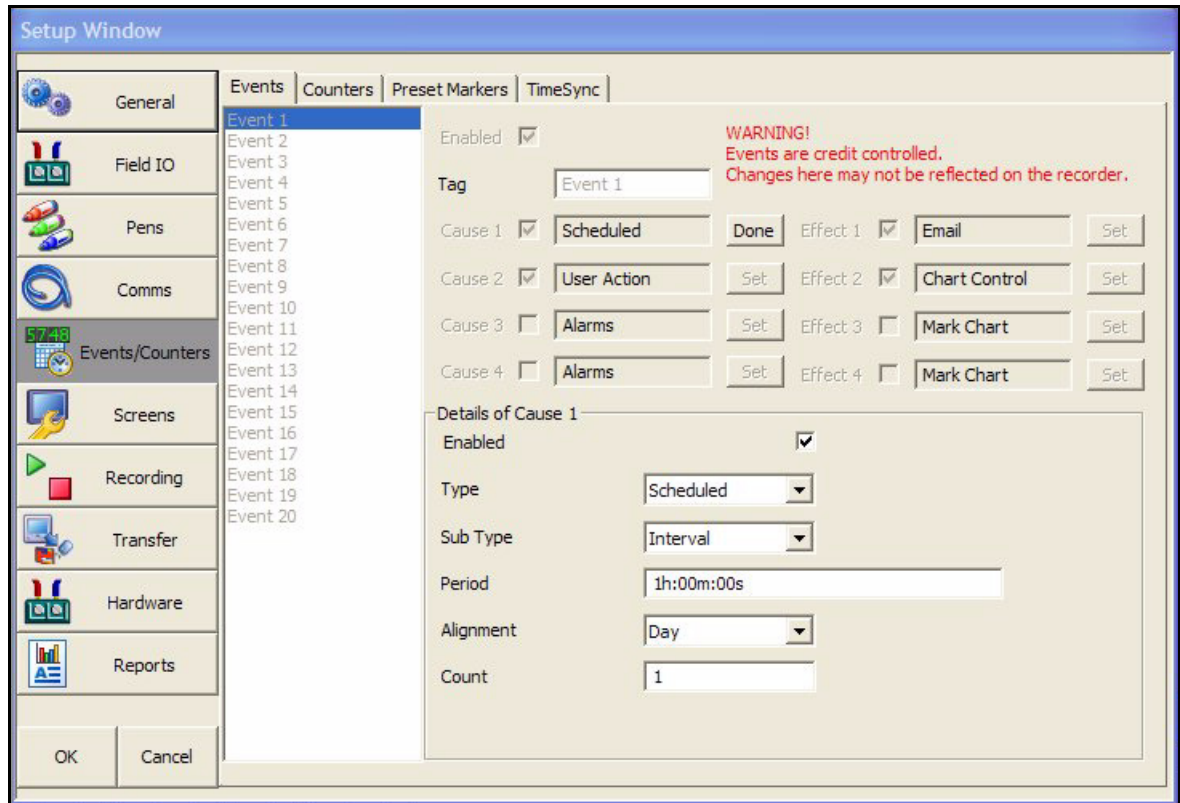 Setup Window
General
Field IO
Pens
Comms
5748
Events/Counters
Screens
Recording
Transfer
Hardware
Reports
OK Cancel
Events Counters Preset Markers TimeSync
Event 1
Event 2
Event 3
Event 4
Event 5
Event 6
Event 7
Event 8
Event 9
Event 10
Event 11
Event 12
Event 13
Event 14
Event 15
Event 16
Event 17
Event 18
Event 19
Event 20
Enabled
WARNING!
Events are credit controlled.
Changes here may not be reflected on the recorder.
Tag Event 1
Cause 1 Scheduled Done Effect 1 Email Set
Cause 2 User Action Set Effect 2 Chart Control Set
Cause 3 Alarms Set Effect 3 Mark Chart Set
Cause 4 Alarms Set Effect 4 Mark Chart Set
Details of Cause 1
Enabled
Type Scheduled
Sub Type Interval
Period 1h:00m:00s
Alignment Day
Count 1